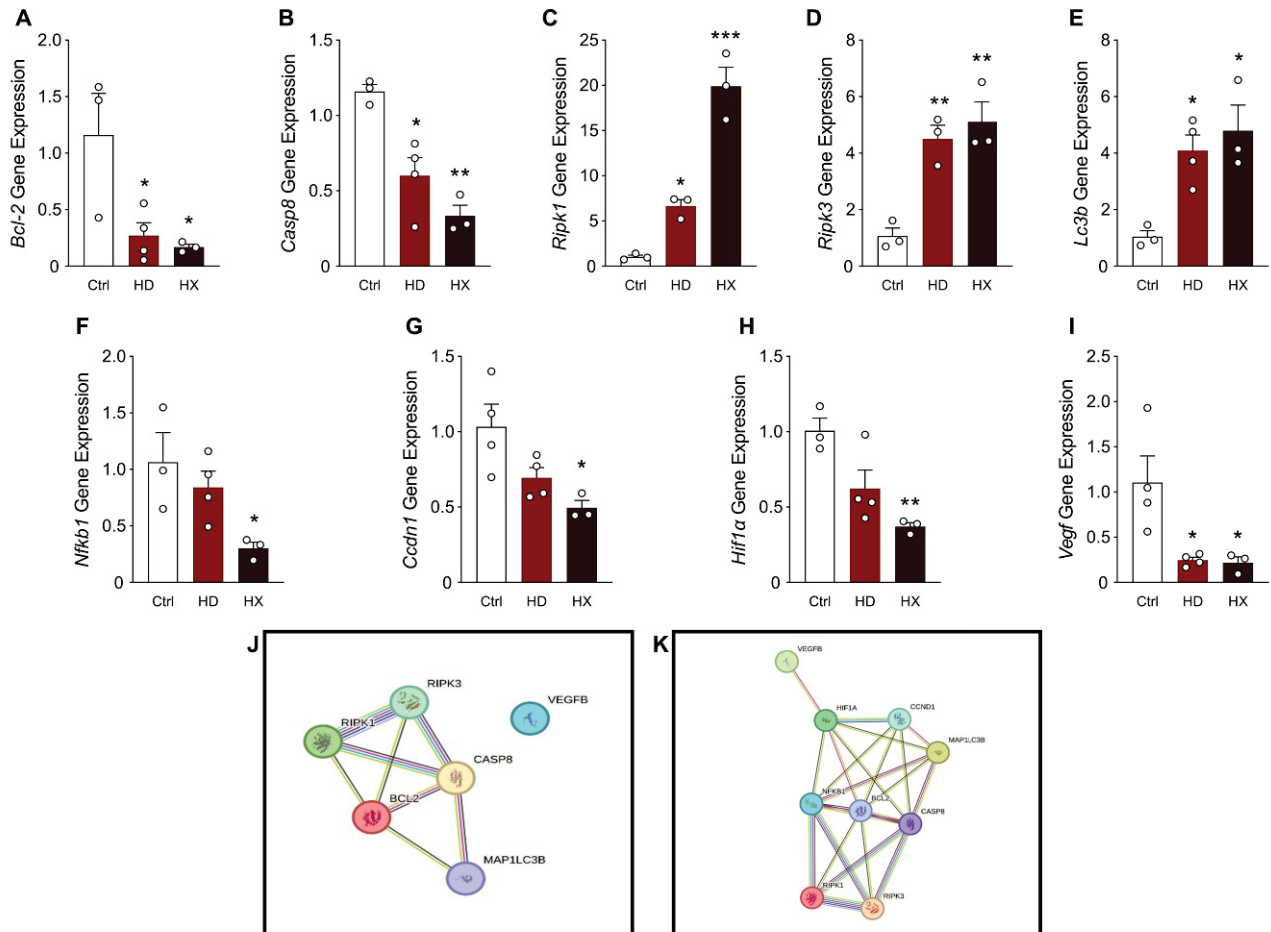 A
Bcl-2 Gene Expression
2.0
1.5
1.0
0.5
0
*
*
Ctrl HD HX
B
Casp8 Gene Expression
1.5
1.0
0.5
0
*
**
Ctrl HD HX
C
Ripk1 Gene Expression
25
20
15
10
5
0
*
***
Ctrl HD HX
D
Ripk3 Gene Expression
8
6
4
2
0
**
**
Ctrl HD HX
E
Lc3b Gene Expression
8
6
4
2
0
*
*
Ctrl HD HX
F
Nfkb1 Gene Expression
2.0
1.5
1.0
0.5
0
*
Ctrl HD HX
G
Ccdn1 Gene Expression
1.5
1.0
0.5
0
*
Ctrl HD HX
H
Hif1α Gene Expression
1.5
1.0
0.5
0
**
Ctrl HD HX
I
Vegf Gene Expression
2.5
2.0
1.5
1.0
0.5
0
*
*
Ctrl HD HX
J
RIPK3
VEGFB
RIPK1
CASP8
BCL2
MAP1LC3B
K
VEGFB
HIF1A
CCND1
MAP1LC3B
NFKB1
BCL2
CASP8
RIPK1
RIPK3